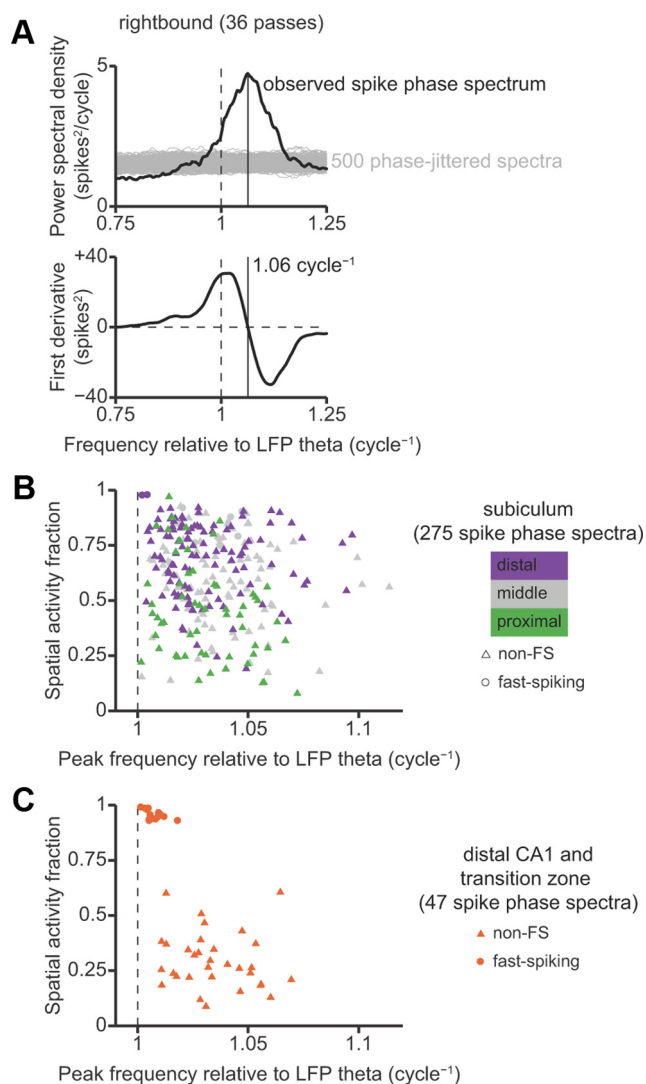 A
rightbound (36 passes)
Power spectral density
(spikes²/cycle)
5
0
observed spike phase spectrum
500 phase-jittered spectra
0.75
1
1.25
First derivative
(spikes²)
+40
0
−40
1.06 cycle⁻¹
0.75
1
1.25
Frequency relative to LFP theta (cycle⁻¹)
B
Spatial activity fraction
1
0.75
0.5
0.25
0
1
1.05
1.1
Peak frequency relative to LFP theta (cycle⁻¹)
subiculum
(275 spike phase spectra)
distal
middle
proximal
non-FS
fast-spiking
C
Spatial activity fraction
1
0.75
0.5
0.25
0
1
1.05
1.1
Peak frequency relative to LFP theta (cycle⁻¹)
distal CA1 and
transition zone
(47 spike phase spectra)
non-FS
fast-spiking